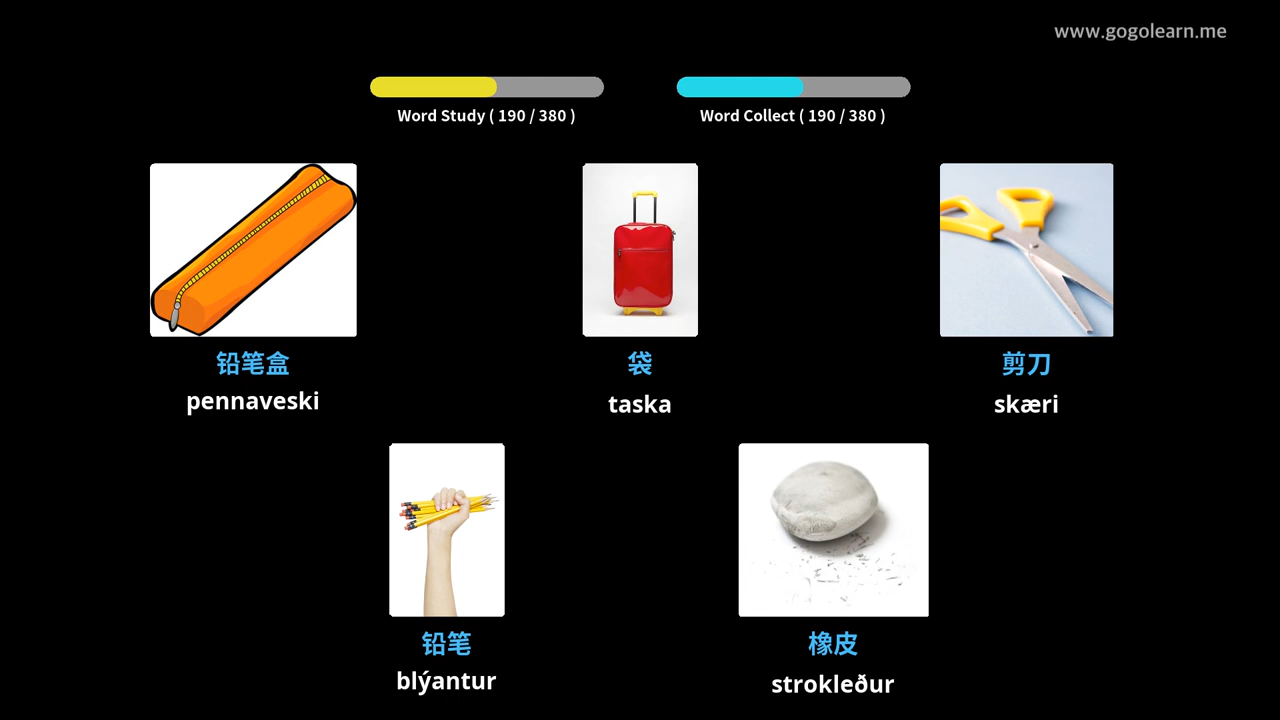 www.gogolearn.me
Word Study ( 190 / 380 )
Word Collect ( 190 / 380 )
铅笔盒
pennaveski
袋
taska
剪刀
skæri
铅笔
blýantur
橡皮
strokleður